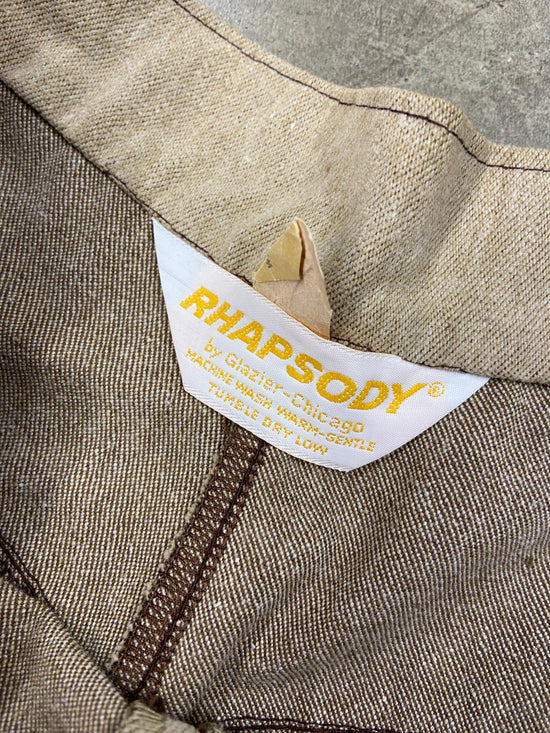 RHAPSODY®
by Glazier-Chicago
MACHINE WASH WARM-GENTLE
TUMBLE DRY LOW